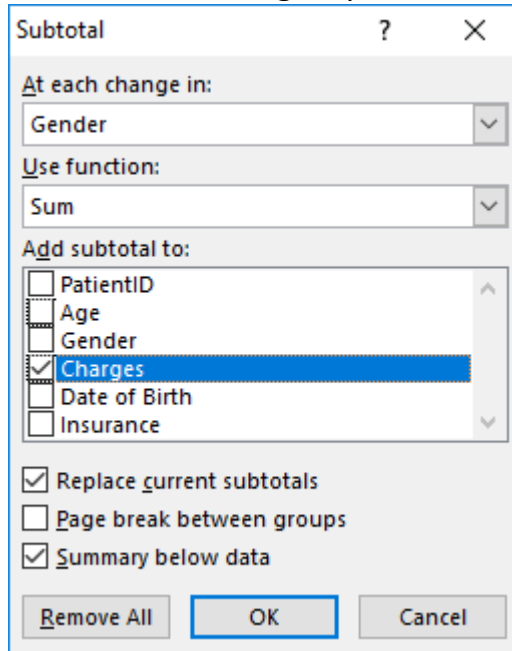 Subtotal ? ×
At each change in:
Gender
Use function:
Sum
Add subtotal to:
PatientID
Age
Gender
Charges
Date of Birth
Insurance
Replace current subtotals
Page break between groups
Summary below data
Remove All OK Cancel